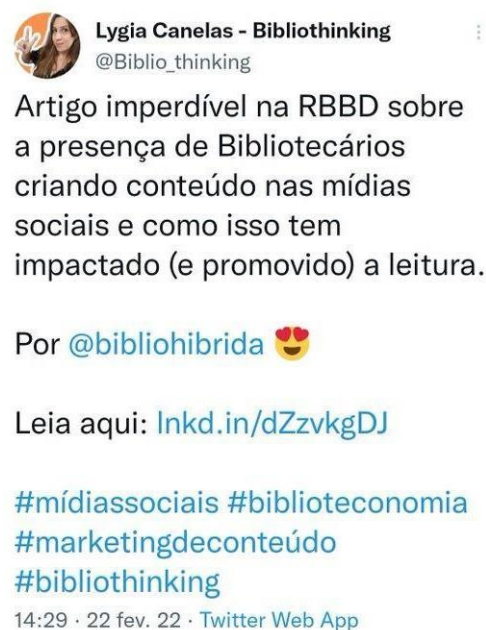 Lygia Canelas - Bibliothinking
@Biblio_thinking
Artigo imperdível na RBBD sobre
a presença de Bibliotecários
criando conteúdo nas mídias
sociais e como isso tem
impactado (e promovido) a leitura.
Por @bibliohibrida 😍
Leia aqui: lnkd.in/dZzvkgDJ
#mídiassociais #biblioteconomia
#marketingdeconteúdo
#bibliothinking
14:29 · 22 fev. 22 · Twitter Web App